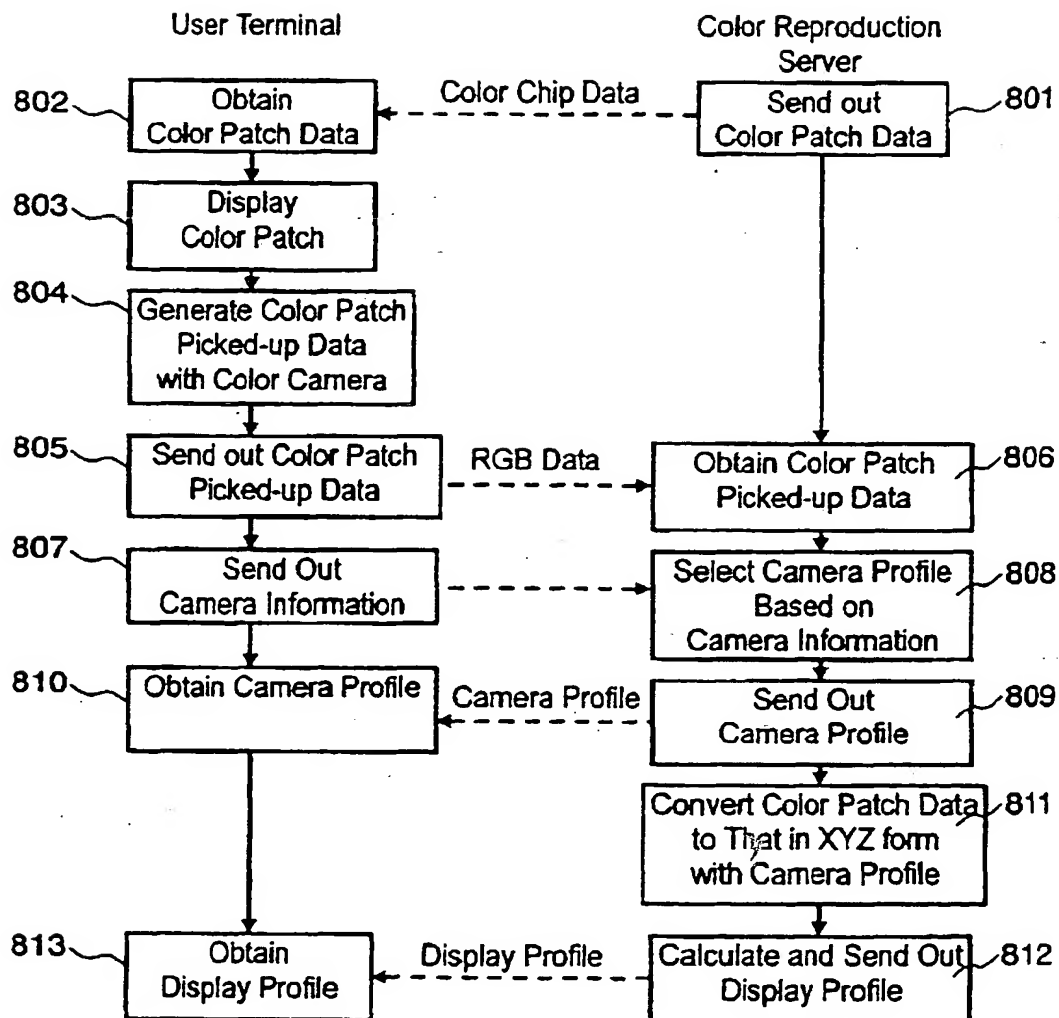 User Terminal
Color Reproduction
Server
802
Obtain
Color Patch Data
Color Chip Data
Send out
Color Patch Data
801
803
Display
Color Patch
804
Generate Color Patch
Picked-up Data
with Color Camera
805
Send out Color Patch
Picked-up Data
RGB Data
Obtain Color Patch
Picked-up Data
806
807
Send Out
Camera Information
Select Camera Profile
Based on
Camera Information
808
810
Obtain Camera Profile
Camera Profile
Send Out
Camera Profile
809
Convert Color Patch Data
to That in XYZ form
with Camera Profile
811
813
Obtain
Display Profile
Display Profile
Calculate and Send Out
Display Profile
812